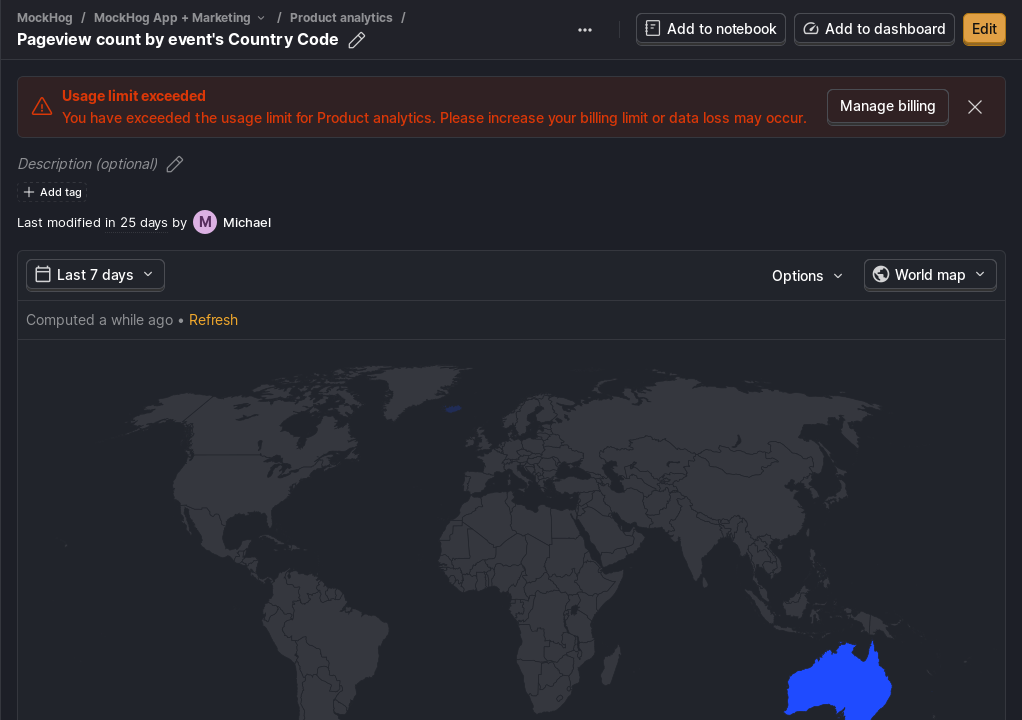 MockHog / MockHog App + Marketing / Product analytics /
Pageview count by event's Country Code
Add to notebook
Add to dashboard
Edit
Usage limit exceeded
You have exceeded the usage limit for Product analytics. Please increase your billing limit or data loss may occur.
Manage billing
Description (optional)
Add tag
Last modified in 25 days by M Michael
Last 7 days
Options
World map
Computed a while ago • Refresh